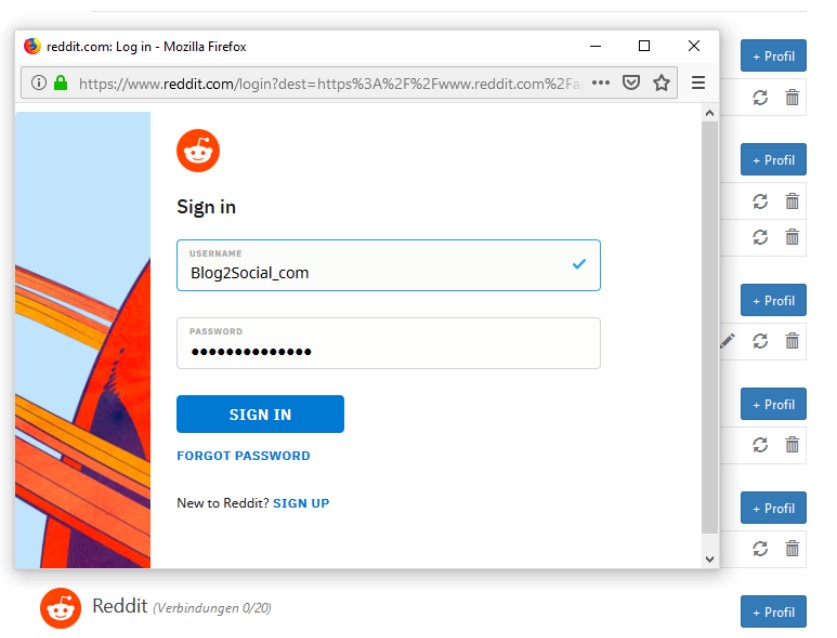 reddit.com: Log in - Mozilla Firefox
+ Profil
https://www.reddit.com/login?dest=https%3A%2F%2Fwww.reddit.com%2Fa
+ Profil
Sign in
USERNAME
Blog2Social_com
+ Profil
PASSWORD
••••••••••••••
+ Profil
SIGN IN
FORGOT PASSWORD
New to Reddit? SIGN UP
+ Profil
Reddit (Verbindungen 0/20)
+ Profil